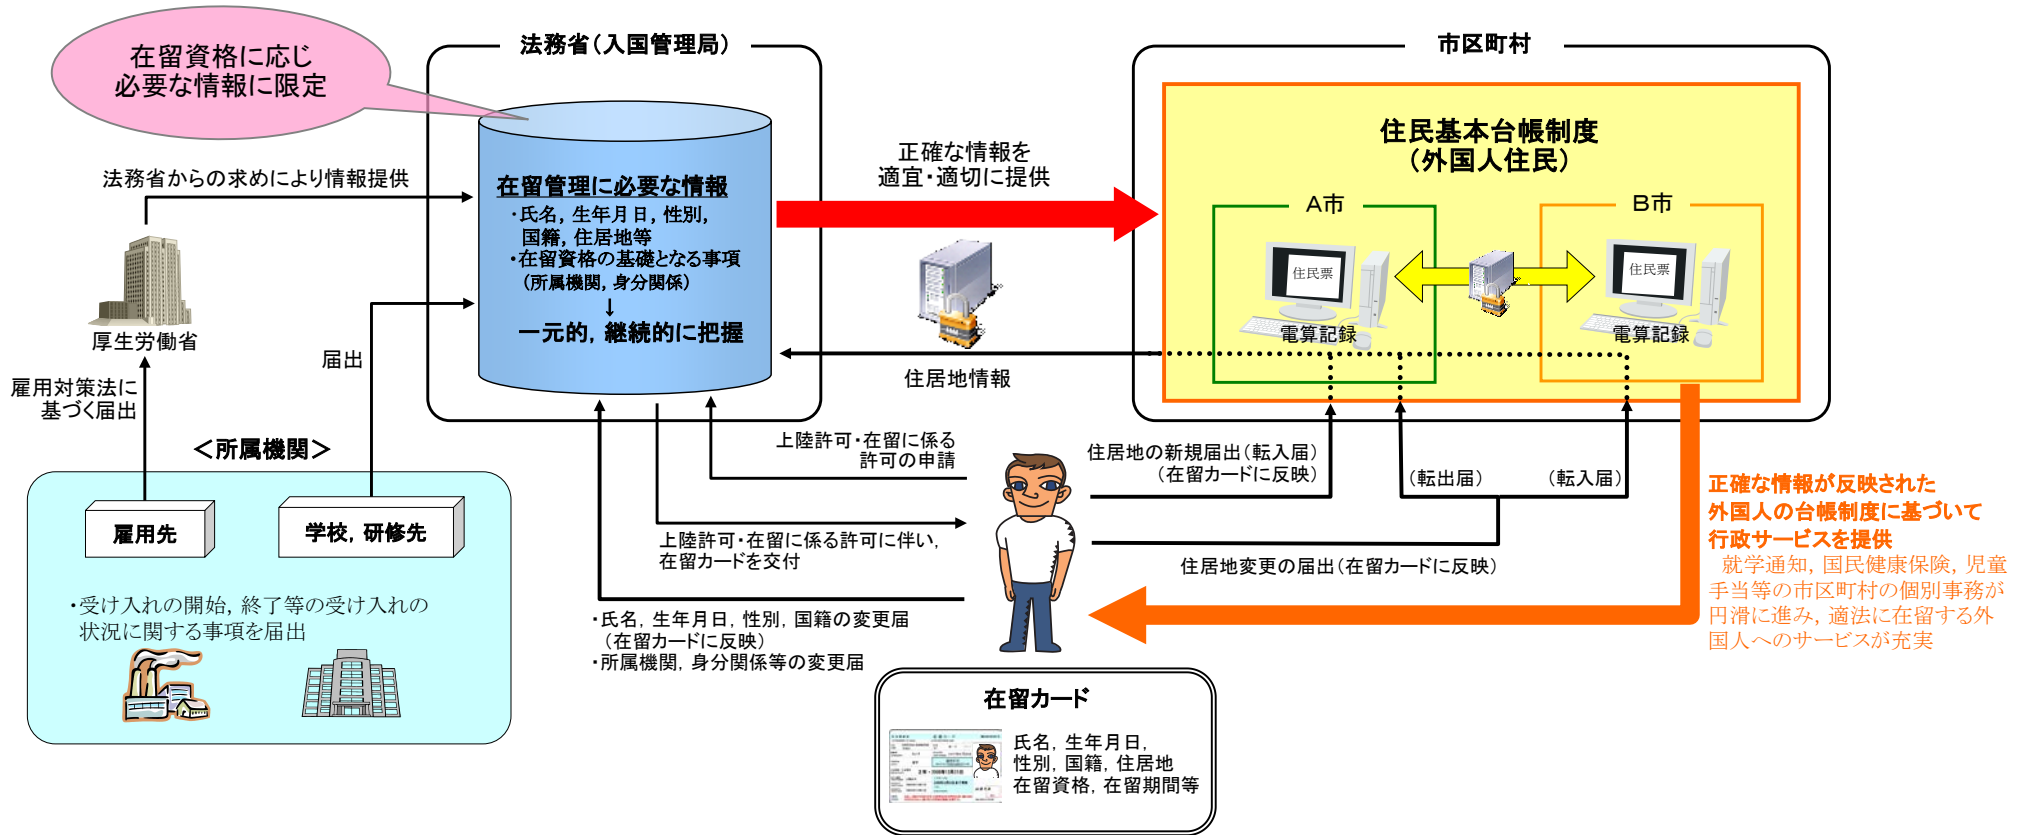 在留資格に応じ
必要な情報に限定
法務省（入国管理局）
市区町村
住民基本台帳制度
（外国人住民）
在留管理に必要な情報
・氏名，生年月日，性別，
国籍，住居地等
・在留資格の基礎となる事項
（所属機関，身分関係）
↓
一元的，継続的に把握
正確な情報を
適宜・適切に提供
法務省からの求めにより情報提供
A市
B市
住民票
住民票
電算記録
電算記録
厚生労働省
届出
住居地情報
雇用対策法に
基づく届出
＜所属機関＞
雇用先
学校，研修先
・受け入れの開始，終了等の受け入れの
状況に関する事項を届出
上陸許可・在留に係る
許可の申請
上陸許可・在留に係る許可に伴い，
在留カードを交付
・氏名，生年月日，性別，国籍の変更届
（在留カードに反映）
・所属機関，身分関係等の変更届
住居地の新規届出（転入届）
（在留カードに反映）
（転出届）
（転入届）
住居地変更の届出（在留カードに反映）
正確な情報が反映された
外国人の台帳制度に基づいて
行政サービスを提供
就学通知，国民健康保険，児童
手当等の市区町村の個別事務が
円滑に進み，適法に在留する外
国人へのサービスが充実
在留カード
氏名，生年月日，
性別，国籍，住居地
在留資格，在留期間等